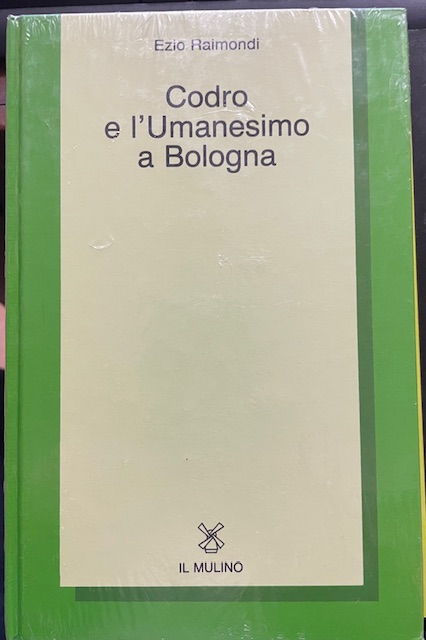 Ezio Raimondi
Codro
e l'Umanesimo
a Bologna
IL MULINO